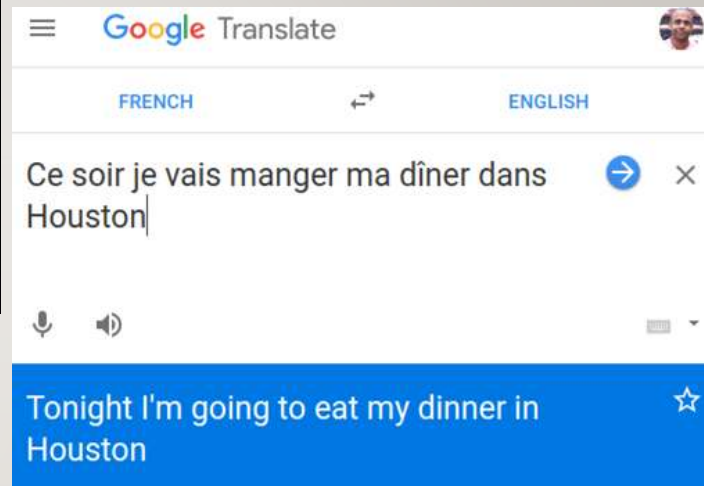 Google Translate
FRENCH ENGLISH
Ce soir je vais manger ma dîner dans
Houston
Tonight I'm going to eat my dinner in
Houston